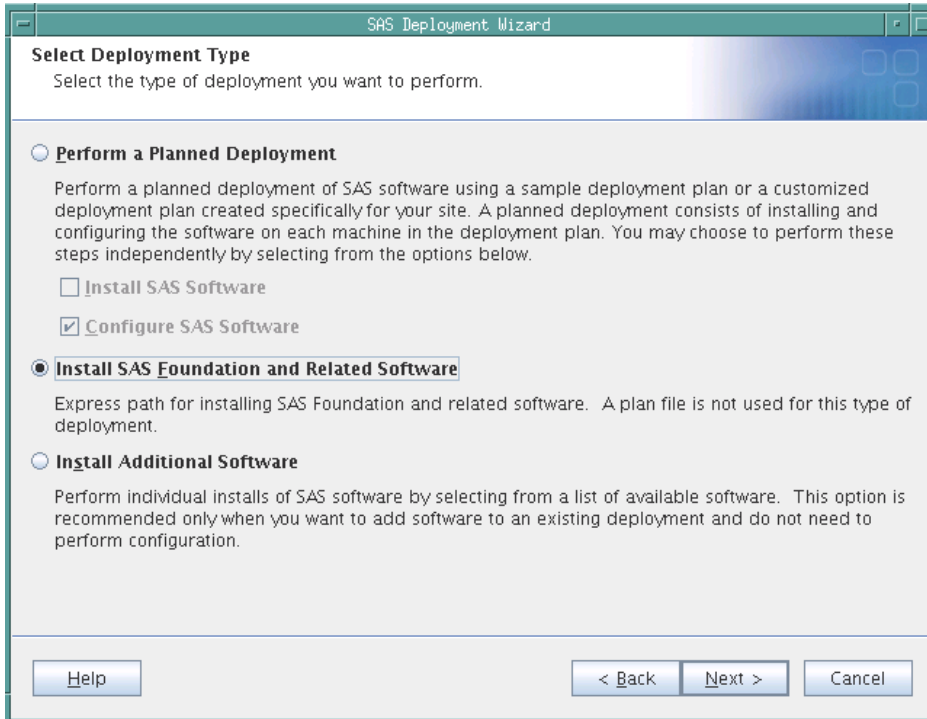 SAS Deployment Wizard
Select Deployment Type
Select the type of deployment you want to perform.
Perform a Planned Deployment
Perform a planned deployment of SAS software using a sample deployment plan or a customized
deployment plan created specifically for your site. A planned deployment consists of installing and
configuring the software on each machine in the deployment plan. You may choose to perform these
steps independently by selecting from the options below.
Install SAS Software
Configure SAS Software
Install SAS Foundation and Related Software
Express path for installing SAS Foundation and related software. A plan file is not used for this type of
deployment.
Install Additional Software
Perform individual installs of SAS software by selecting from a list of available software. This option is
recommended only when you want to add software to an existing deployment and do not need to
perform configuration.
Help
< Back
Next >
Cancel